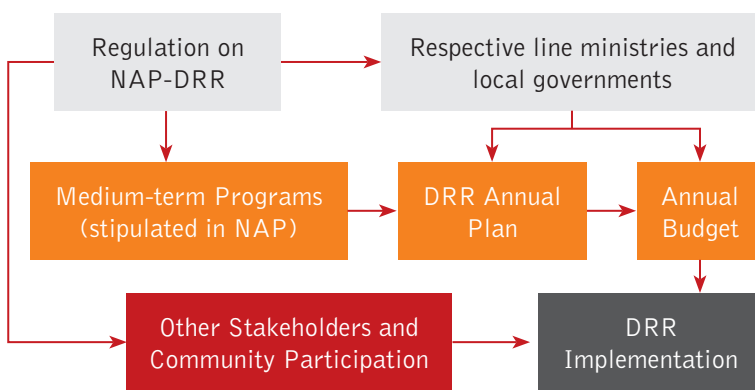 Regulation on
NAP-DRR
Respective line ministries and
local governments
Medium-term Programs
(stipulated in NAP)
DRR Annual
Plan
Annual
Budget
Other Stakeholders and
Community Participation
DRR
Implementation